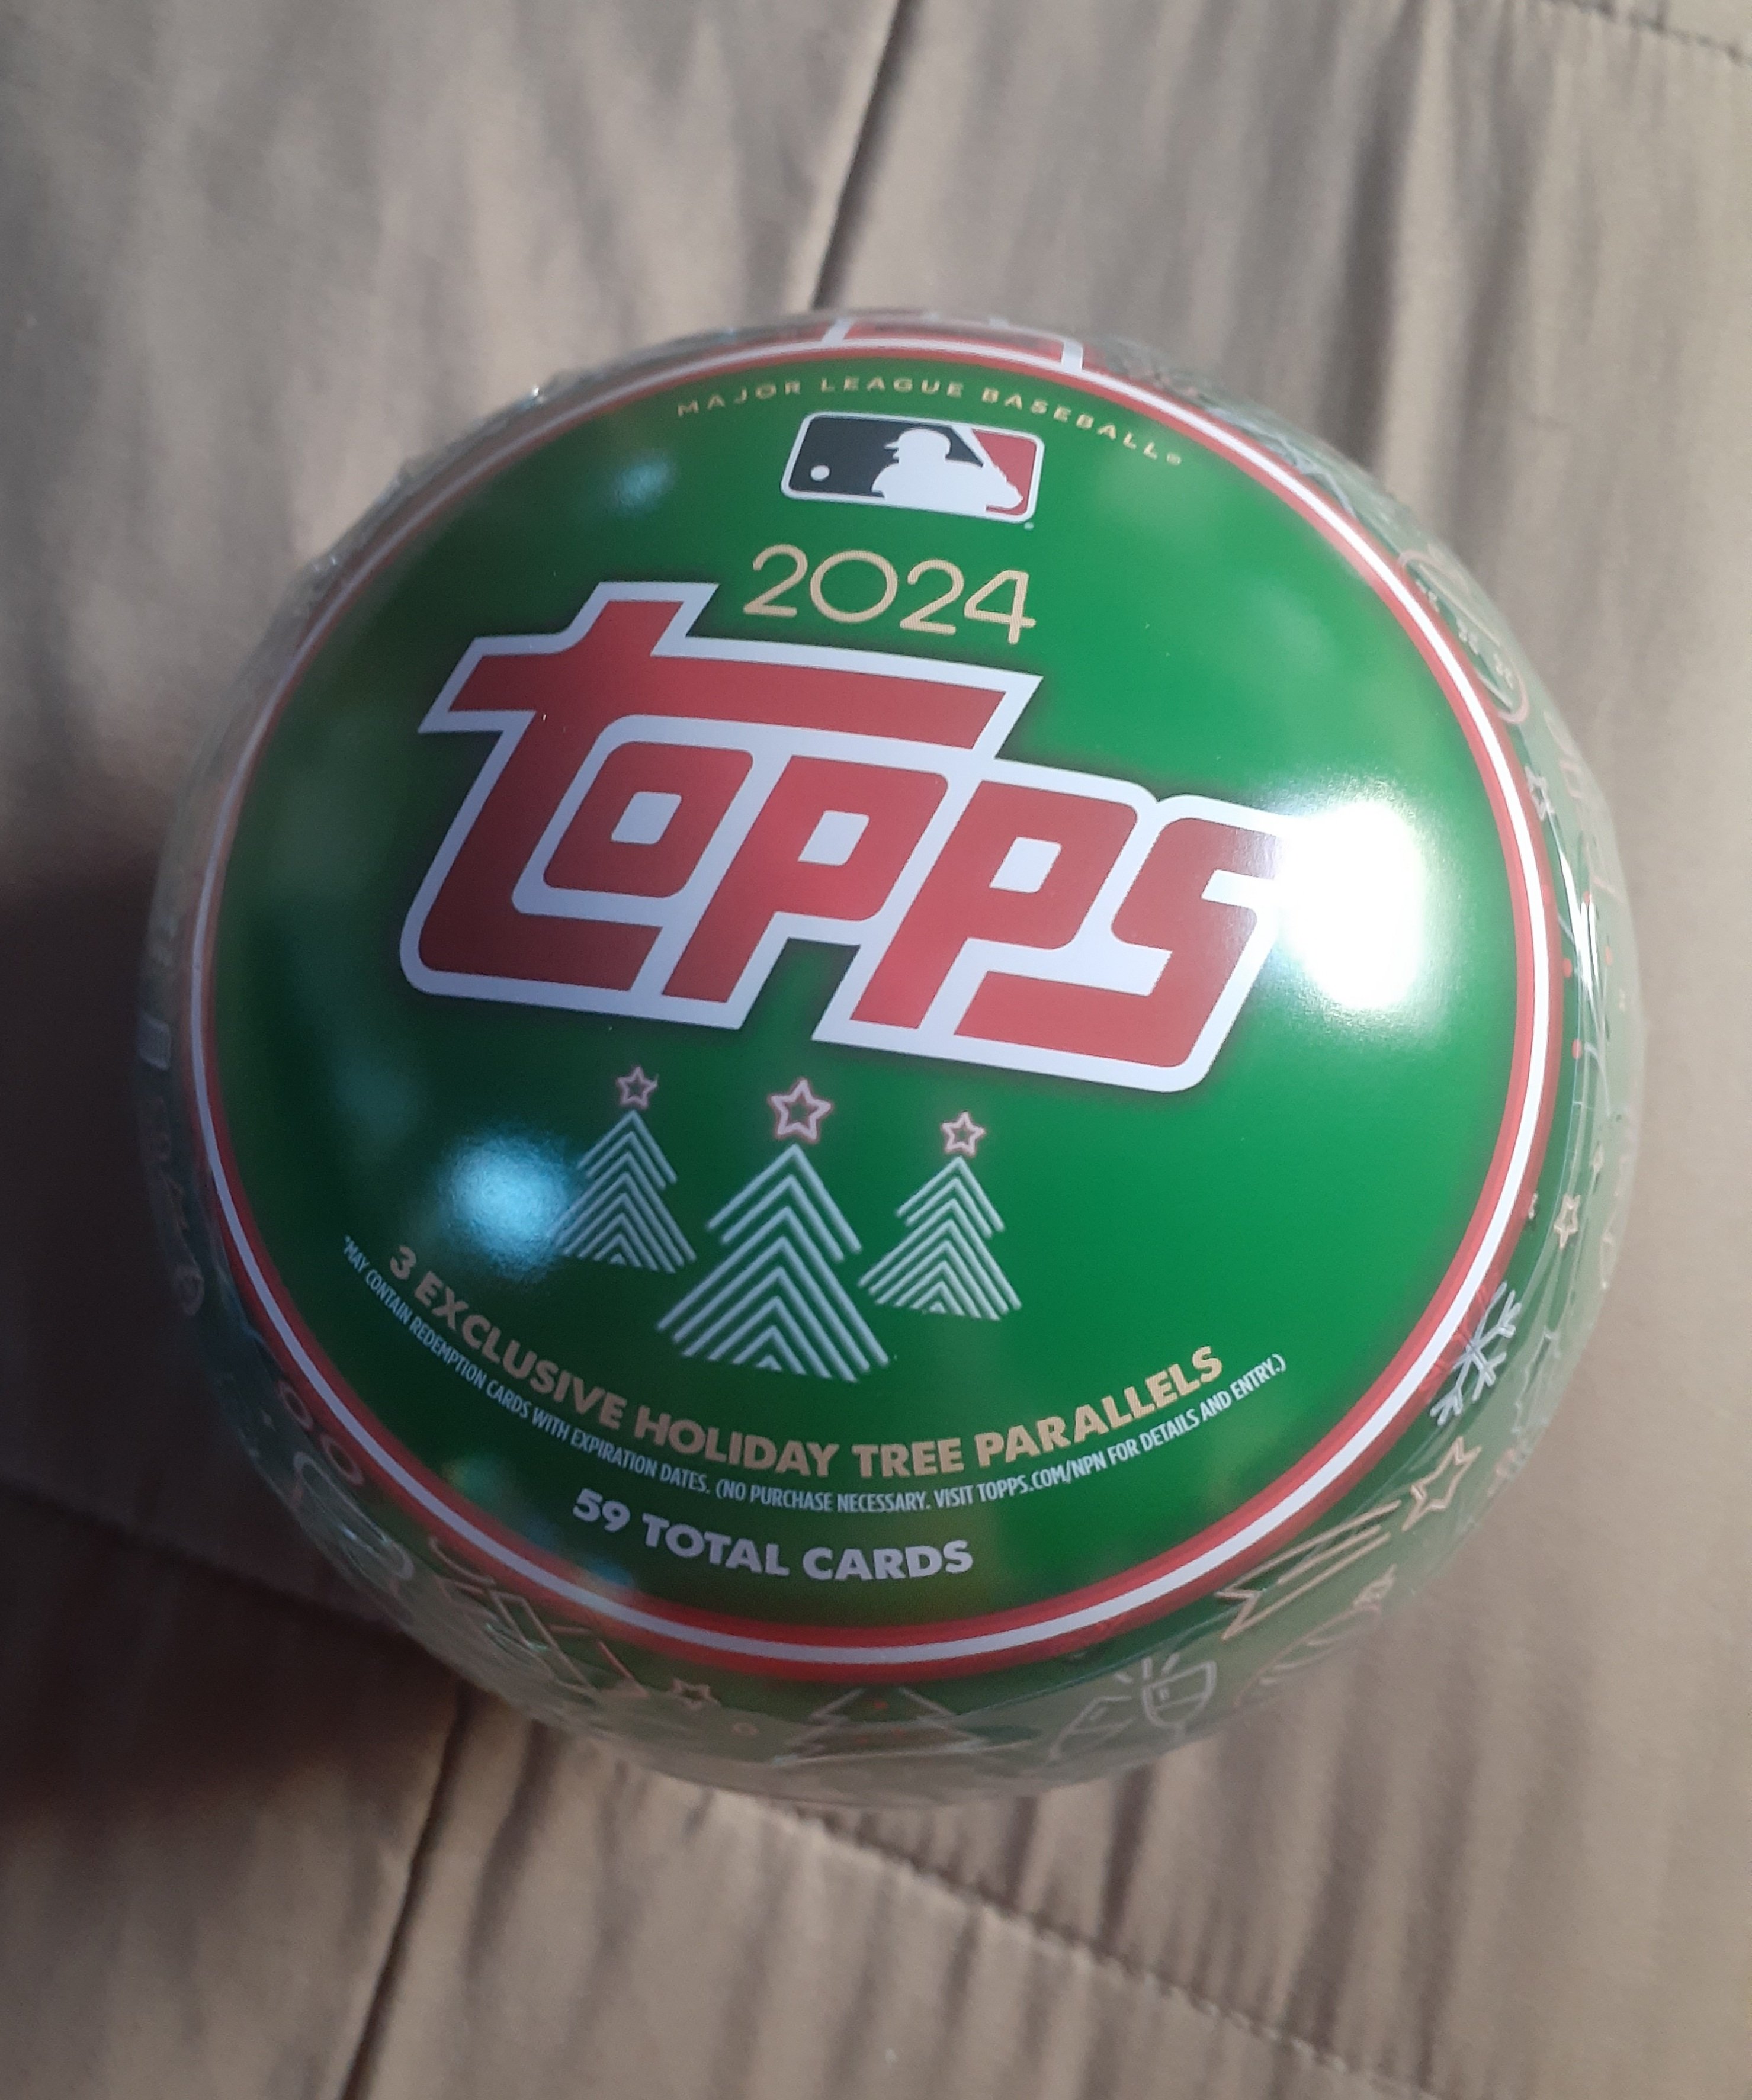 MAJOR LEAGUE BASEBALL®
2024
topps
3 EXCLUSIVE HOLIDAY TREE PARALLELS
*MAY CONTAIN REDEMPTION CARDS WITH EXPIRATION DATES. (NO PURCHASE NECESSARY. VISIT TOPPS.COM/NPN FOR DETAILS AND ENTRY.)
59 TOTAL CARDS